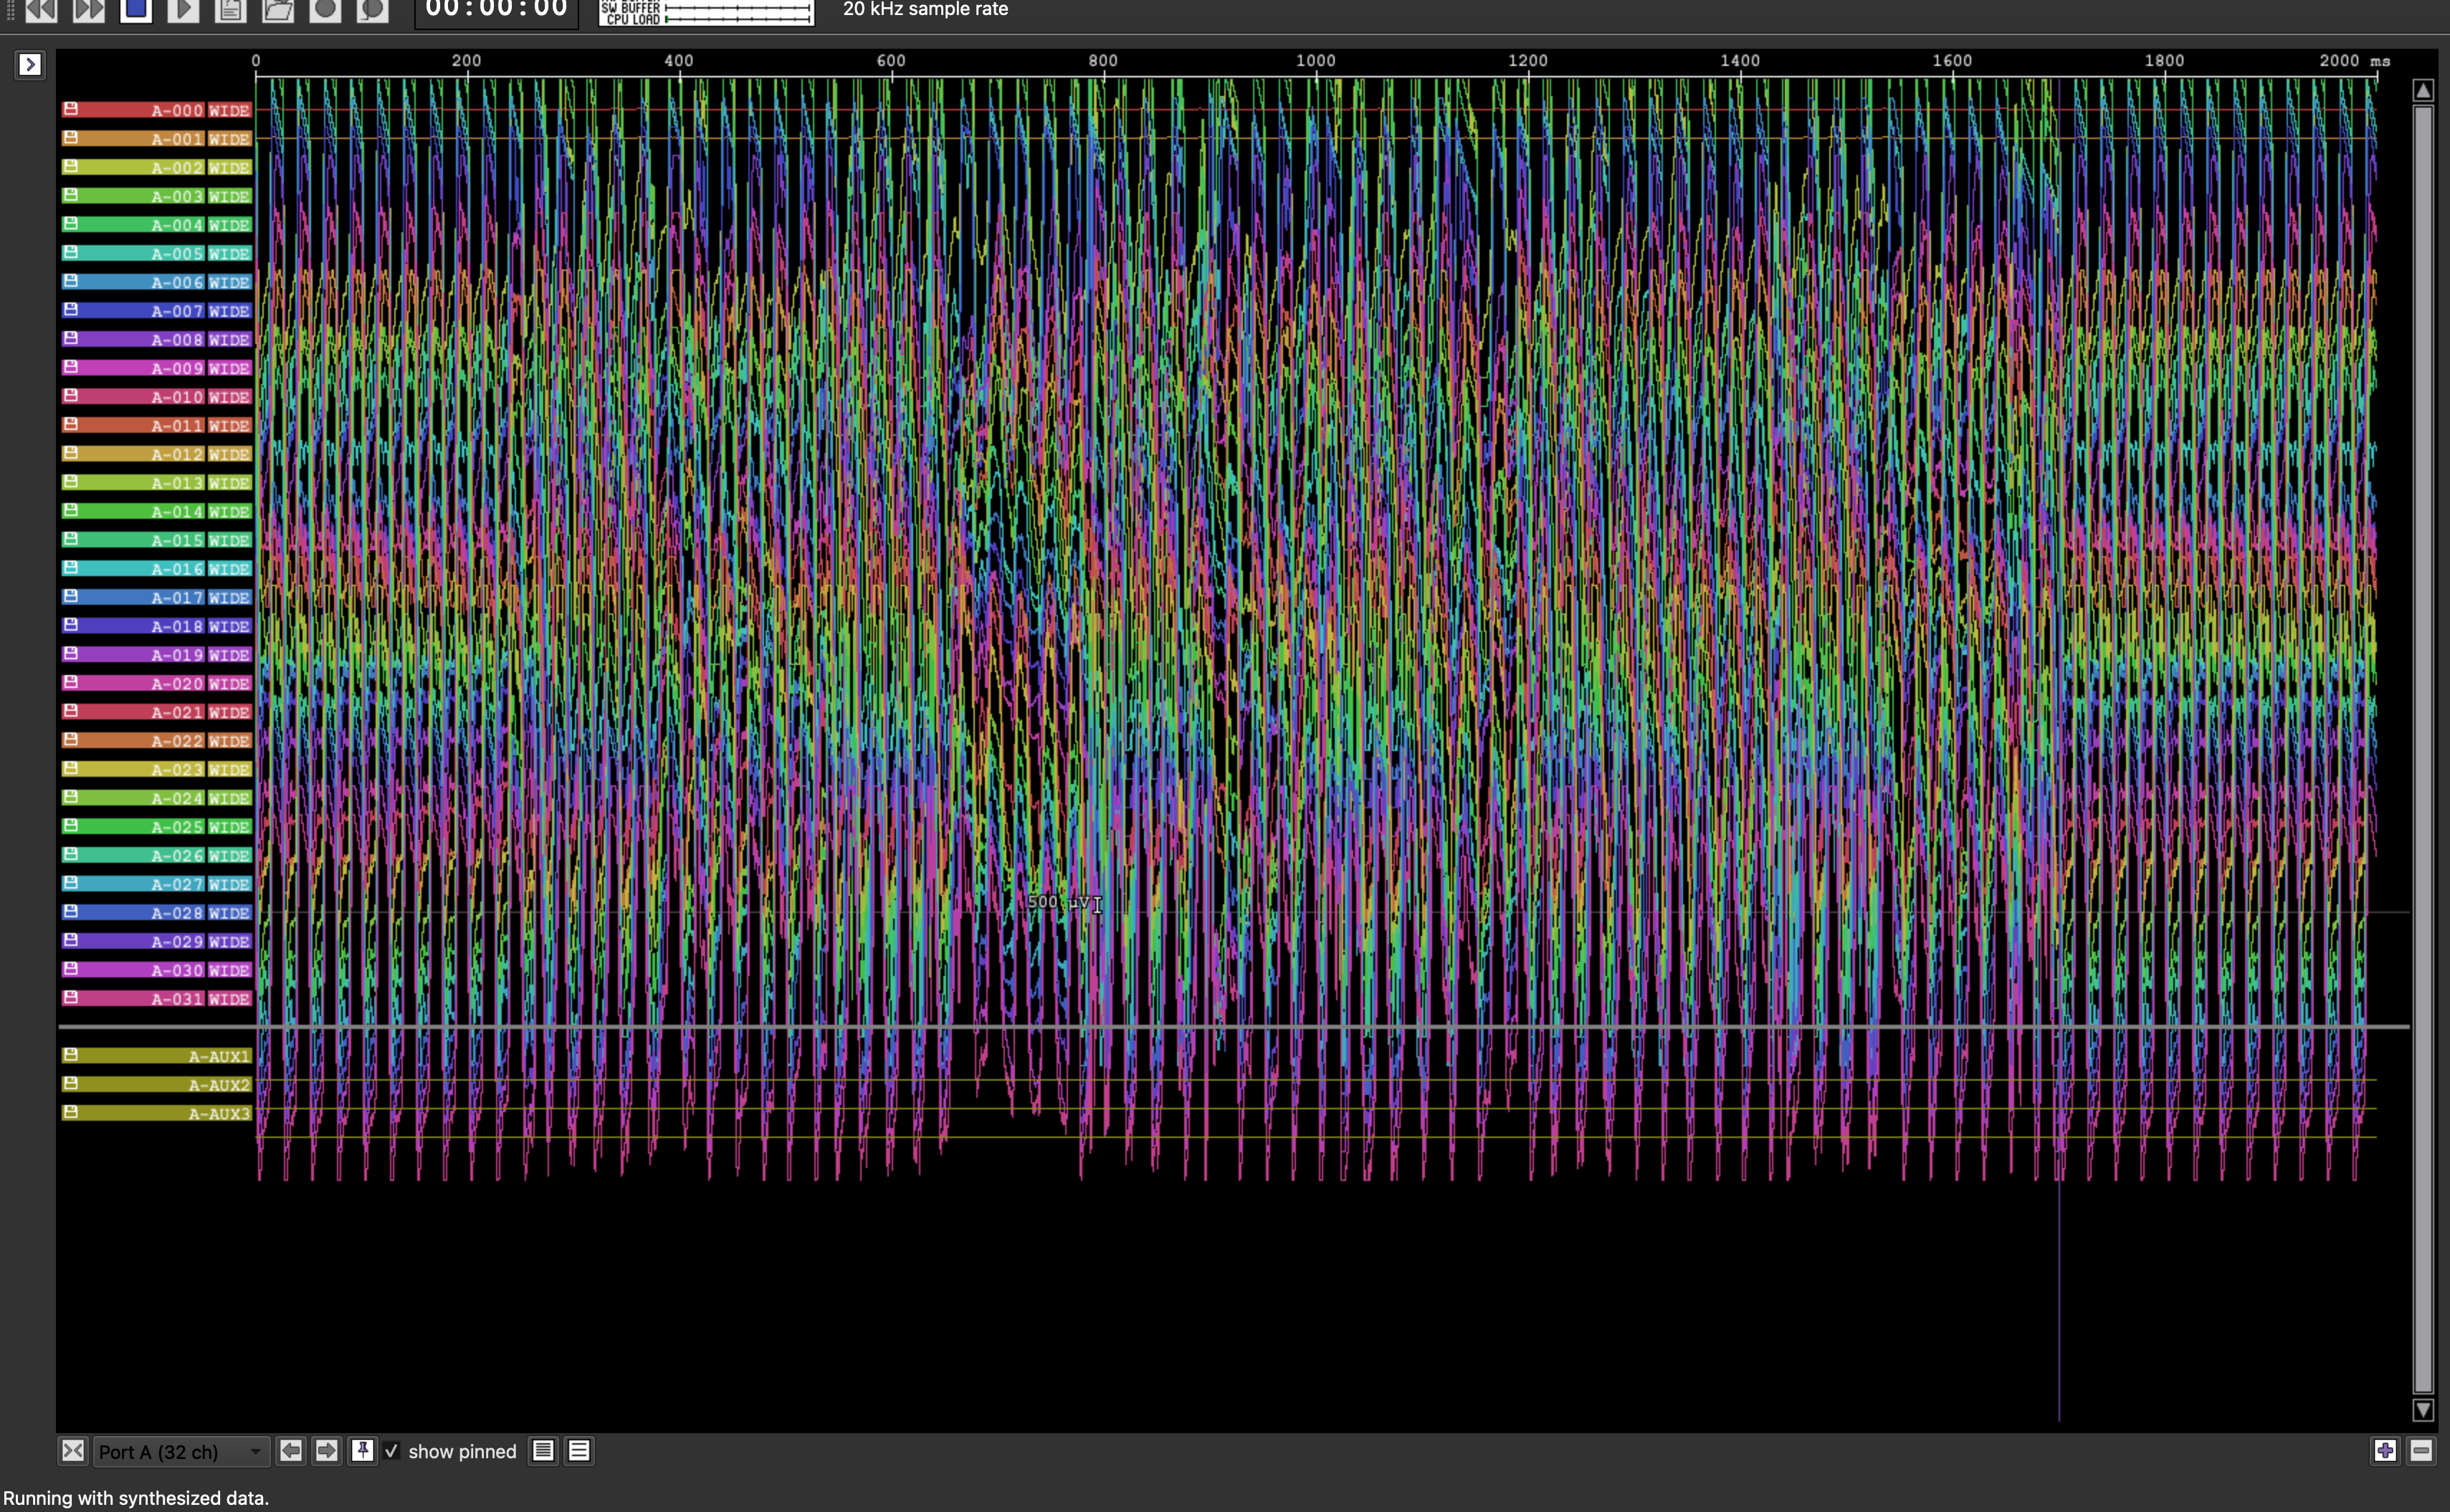 00:00:00
SW BUFFER
CPU LOAD
20 kHz sample rate
0 200 400 600 800 1000 1200 1400 1600 1800 2000 ms
A-000 WIDE
A-001 WIDE
A-002 WIDE
A-003 WIDE
A-004 WIDE
A-005 WIDE
A-006 WIDE
A-007 WIDE
A-008 WIDE
A-009 WIDE
A-010 WIDE
A-011 WIDE
A-012 WIDE
A-013 WIDE
A-014 WIDE
A-015 WIDE
A-016 WIDE
A-017 WIDE
A-018 WIDE
A-019 WIDE
A-020 WIDE
A-021 WIDE
A-022 WIDE
A-023 WIDE
A-024 WIDE
A-025 WIDE
A-026 WIDE
A-027 WIDE
500 µV
A-028 WIDE
A-029 WIDE
A-030 WIDE
A-031 WIDE
A-AUX1
A-AUX2
A-AUX3
Port A (32 ch)
show pinned
Running with synthesized data.